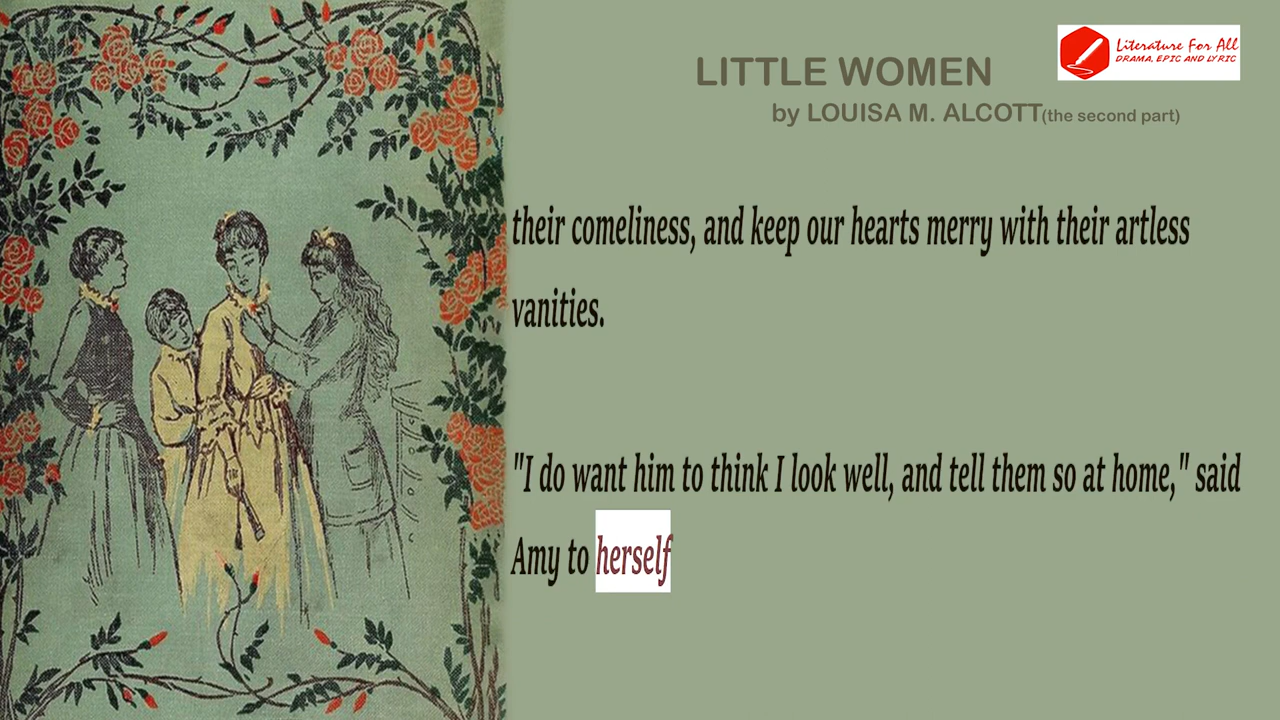 LITTLE WOMEN
by LOUISA M. ALCOTT(the second part)
Literature For All
DRAMA, EPIC AND LYRIC
their comeliness, and keep our hearts merry with their artless
vanities.
"I do want him to think I look well, and tell them so at home," said
Amy to herself